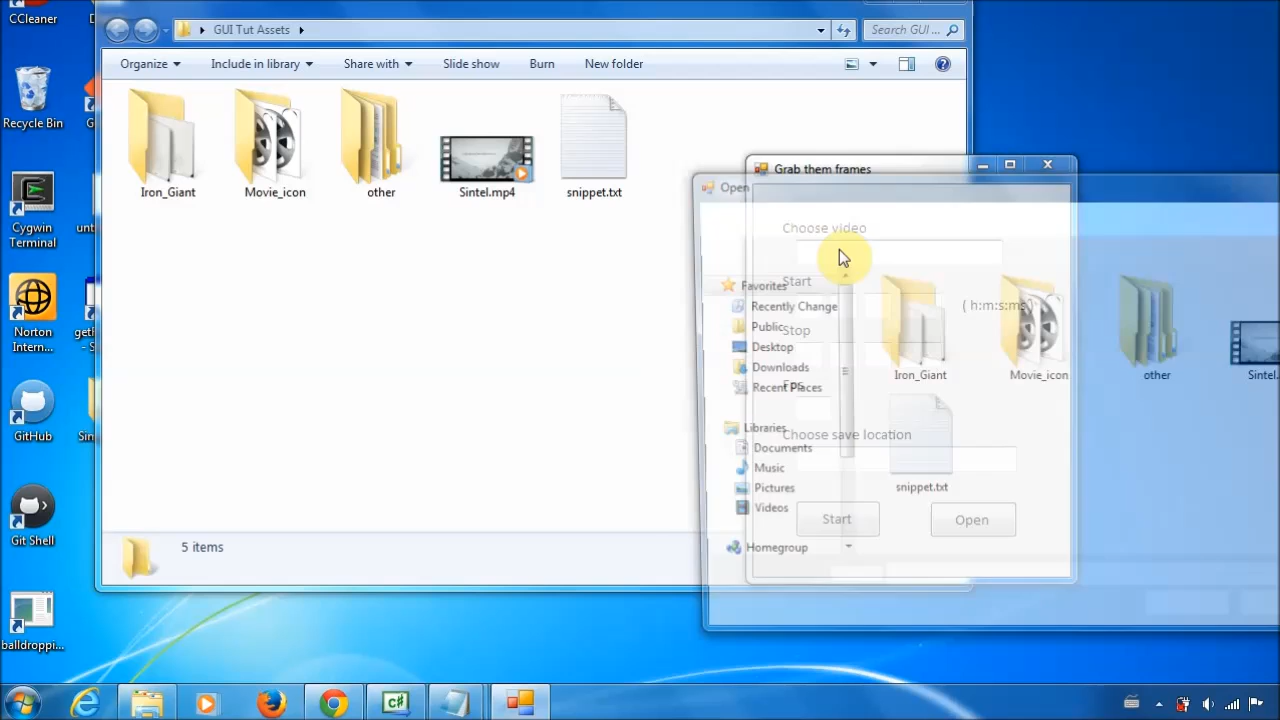 CCleaner
Recycle Bin
Cygwin
Terminal
Norton
Intern...
GitHub
Git Shell
balldroppi...
GUI Tut Assets
Search GUI ...
Organize
Include in library
Share with
Slide show
Burn
New folder
Iron_Giant
Movie_icon
other
Sintel.mp4
snippet.txt
5 items
Grab them frames
Open
Choose video
Start
( h:m:s:ms )
Stop
Fps
Choose save location
Start
Open
Favorites
Recently Change
Public
Desktop
Downloads
Recent Places
Libraries
Documents
Music
Pictures
Videos
Homegroup
Iron_Giant
Movie_icon
other
Sintel.
snippet.txt